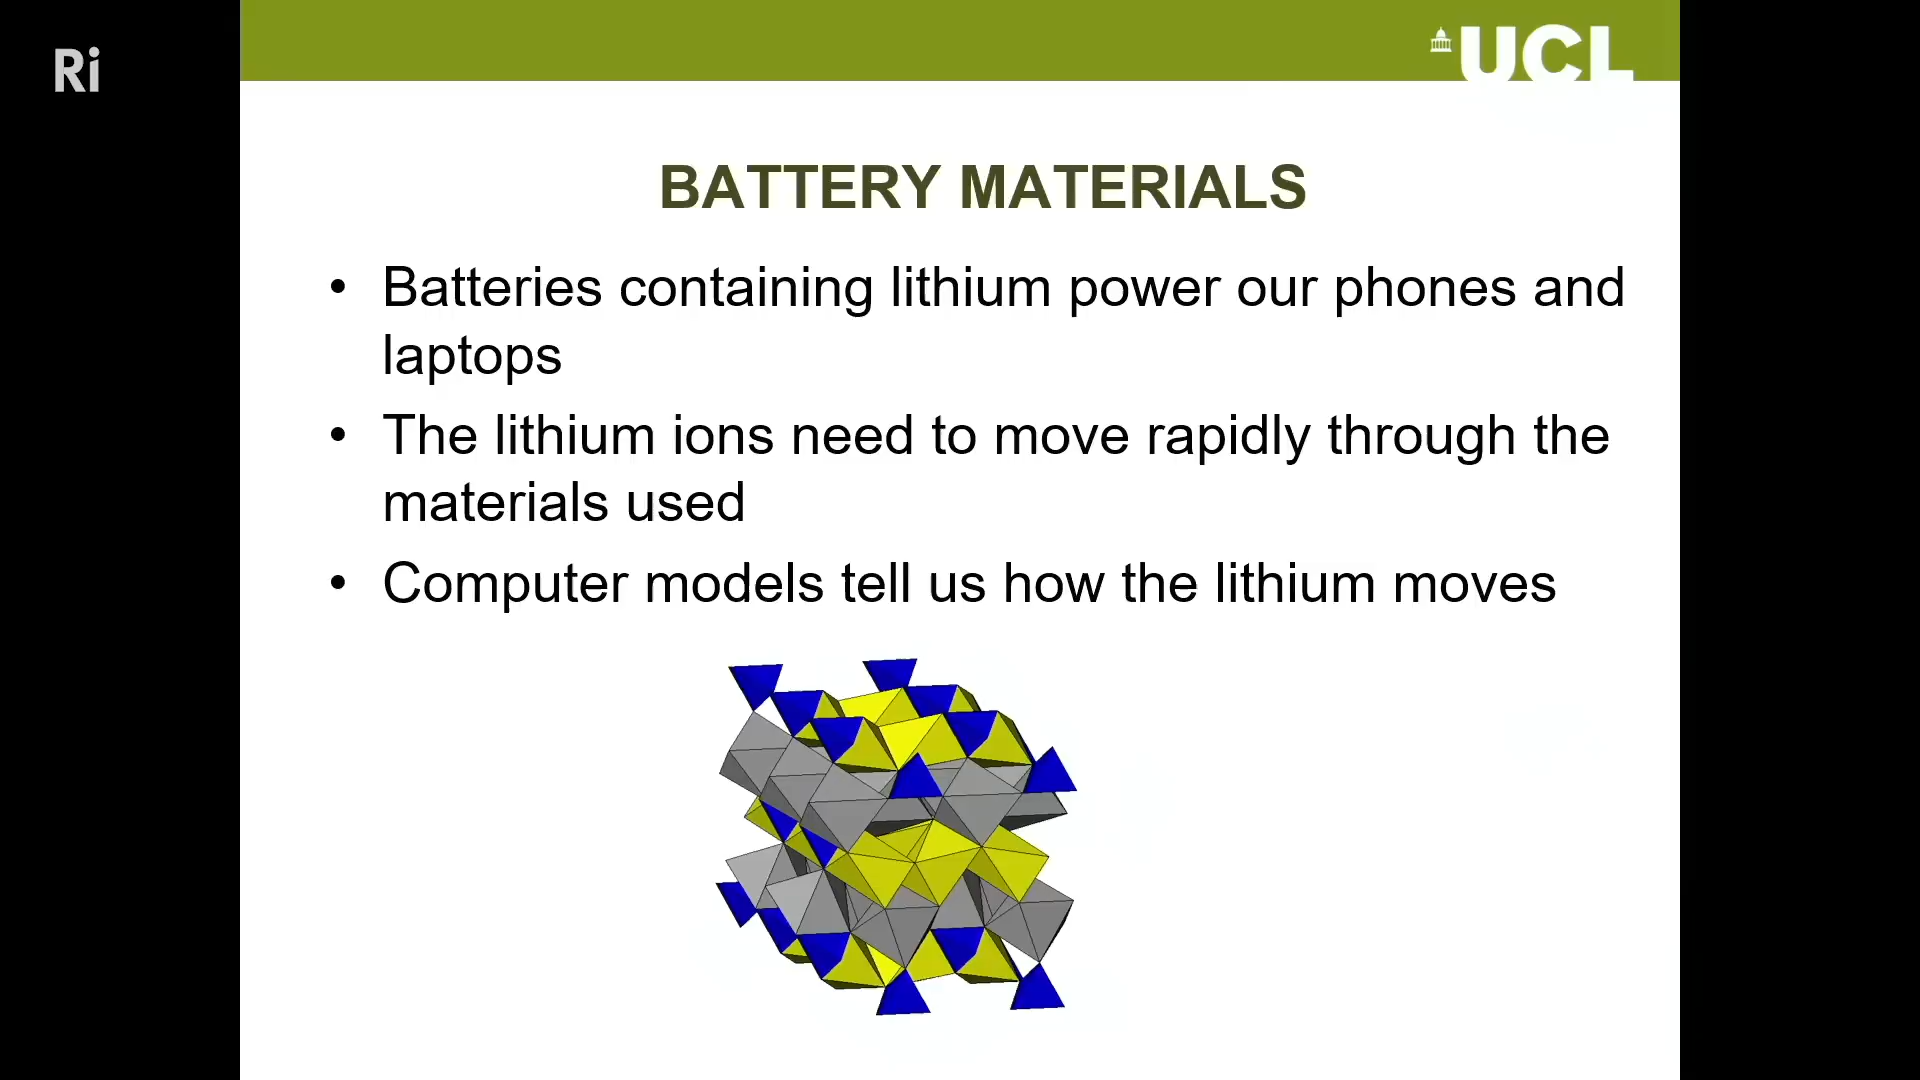 Ri
UCL
BATTERY MATERIALS
• Batteries containing lithium power our phones and
laptops
• The lithium ions need to move rapidly through the
materials used
• Computer models tell us how the lithium moves